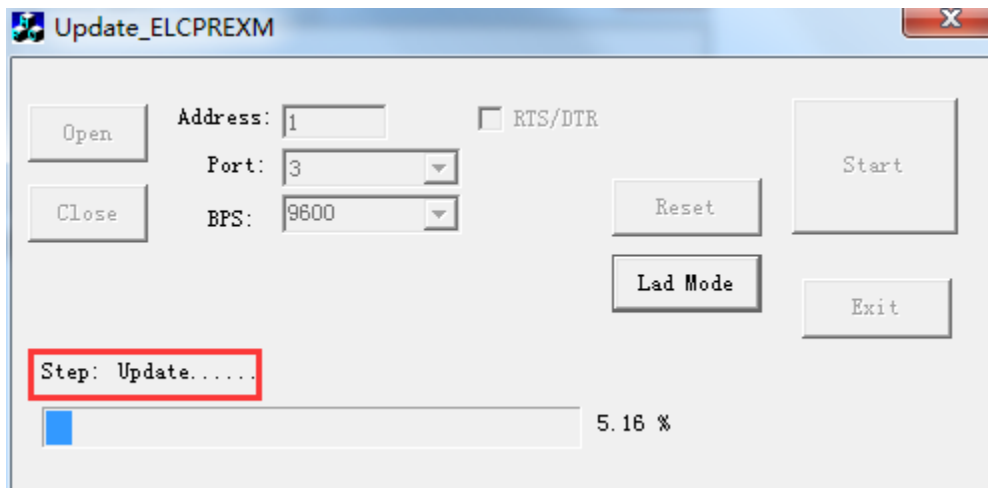 Update_ELCPREXM
Open
Address: 1
RTS/DTR
Port: 3
Start
Close
BPS: 9600
Reset
Lad Mode
Exit
Step: Update......
5.16 %